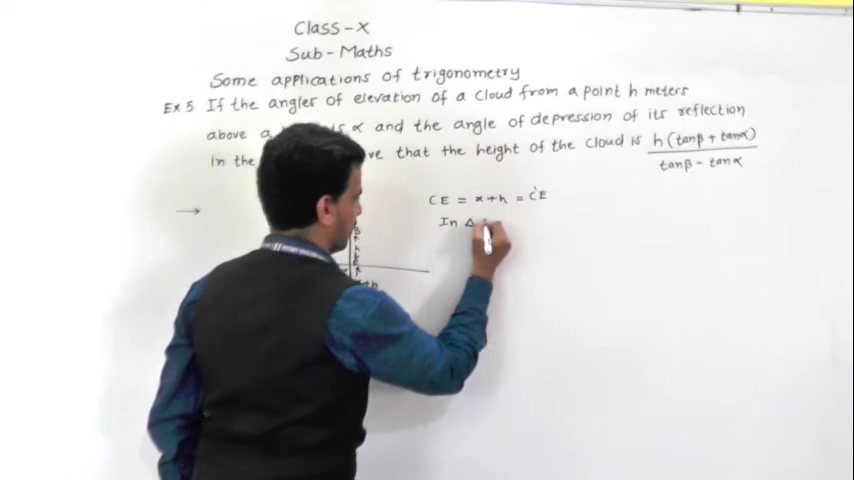 Class-X
Sub-Maths
Some applications of trigonometry
Ex 5 If the angles of elevation of a cloud from a point h meters
above a is α and the angle of depression of its reflection
in the ve that the height of the cloud is h(tanβ + tanα) / tanβ - tanα
→
CE = x+h = C'E
In Δ
B
h
E
+h